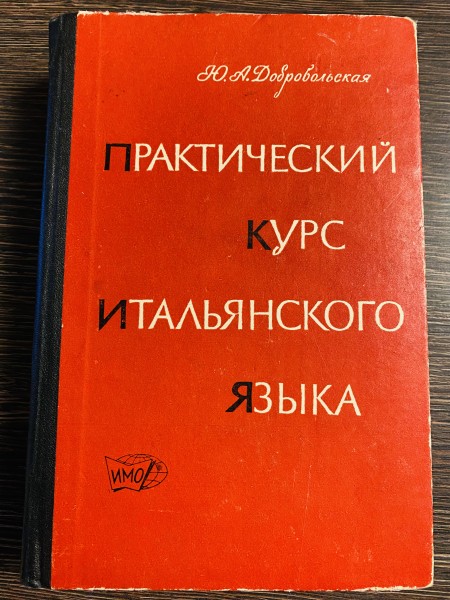 Ю. А. Добровольская
ПРАКТИЧЕСКИЙ
КУРС
ИТАЛЬЯНСКОГО
ЯЗЫКА
ИМО